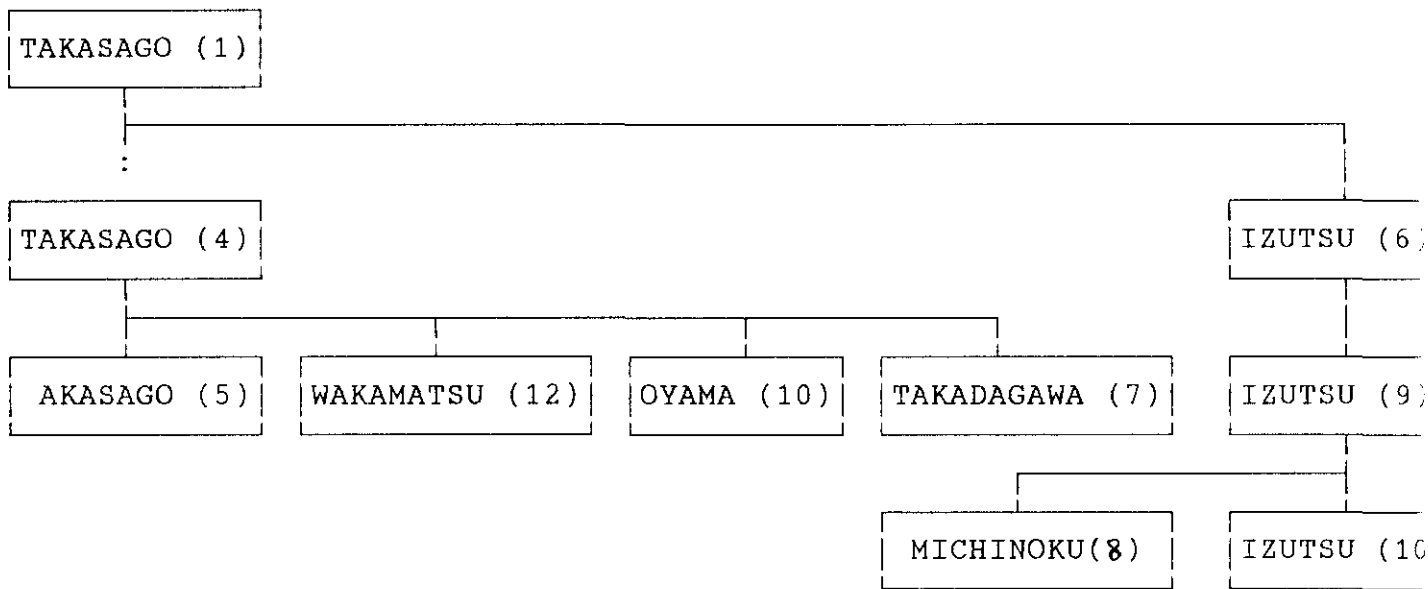 TAKASAGO (1)
:
TAKASAGO (4)
IZUTSU (6)
AKASAGO (5)
WAKAMATSU (12)
OYAMA (10)
TAKADAGAWA (7)
IZUTSU (9)
MICHINOKU(8)
IZUTSU (10